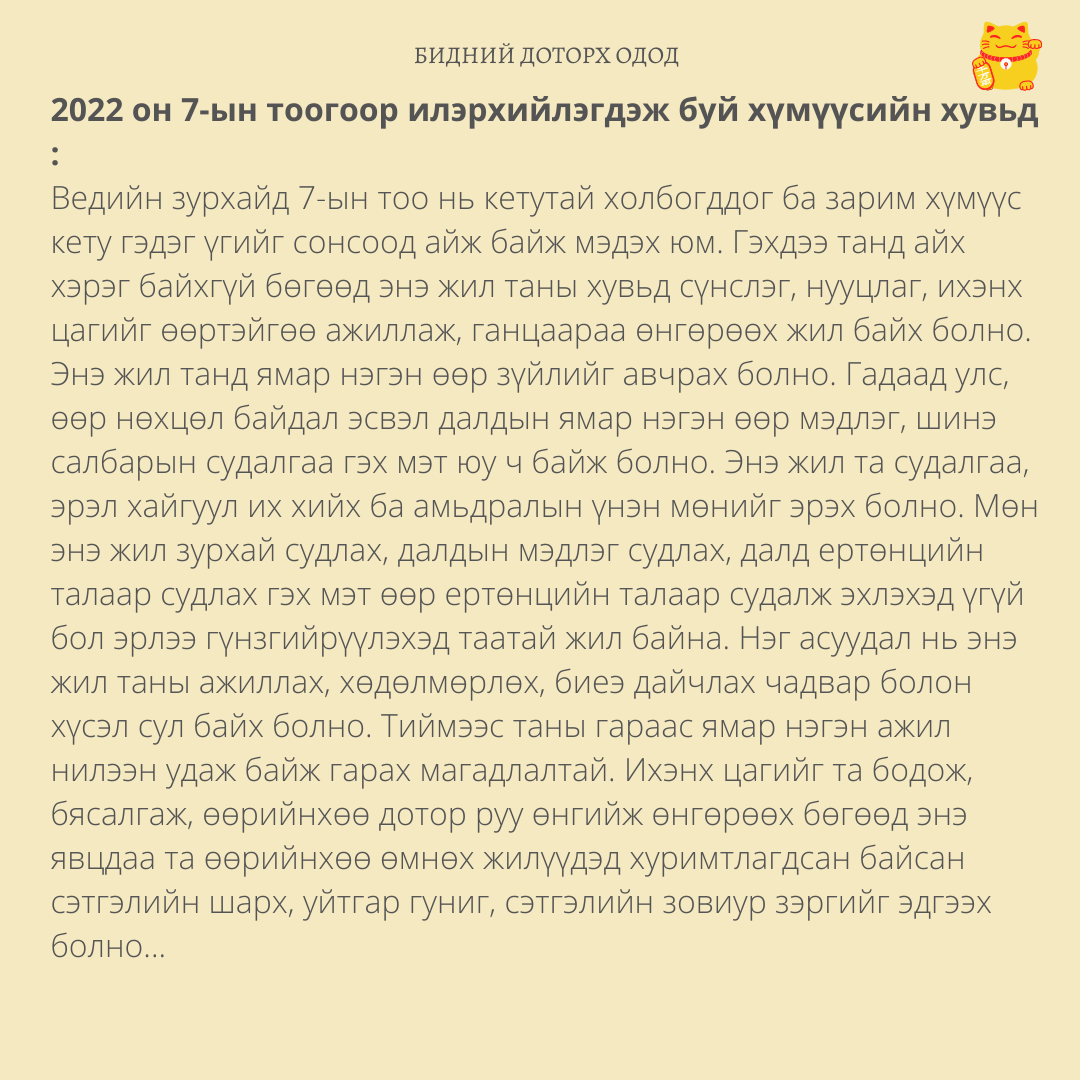 БИДНИЙ ДОТОРХ ОДОД
2022 он 7-ын тоогоор илэрхийлэгдэж буй хүмүүсийн хувьд
:
Ведийн зурхайд 7-ын тоо нь кетутай холбогддог ба зарим хүмүүс
кету гэдэг үгийг сонсоод айж байж мэдэх юм. Гэхдээ танд айх
хэрэг байхгүй бөгөөд энэ жил таны хувьд сүнслэг, нууцлаг, ихэнх
цагийг өөртэйгөө ажиллаж, ганцаараа өнгөрөөх жил байх болно.
Энэ жил танд ямар нэгэн өөр зүйлийг авчрах болно. Гадаад улс,
өөр нөхцөл байдал эсвэл далдын ямар нэгэн өөр мэдлэг, шинэ
салбарын судалгаа гэх мэт юу ч байж болно. Энэ жил та судалгаа,
эрэл хайгуул их хийх ба амьдралын үнэн мөнийг эрэх болно. Мөн
энэ жил зурхай судлах, далдын мэдлэг судлах, далд ертөнцийн
талаар судлах гэх мэт өөр ертөнцийн талаар судалж эхлэхэд үгүй
бол эрлээ гүнзгийрүүлэхэд таатай жил байна. Нэг асуудал нь энэ
жил таны ажиллах, хөдөлмөрлөх, биеэ дайчлах чадвар болон
хүсэл сул байх болно. Тиймээс таны гараас ямар нэгэн ажил
нилээн удаж байж гарах магадлалтай. Ихэнх цагийг та бодож,
бясалгаж, өөрийнхөө дотор руу өнгийж өнгөрөөх бөгөөд энэ
явцдаа та өөрийнхөө өмнөх жилүүдэд хуримтлагдсан байсан
сэтгэлийн шарх, уйтгар гуниг, сэтгэлийн зовиур зэргийг эдгээх
болно...